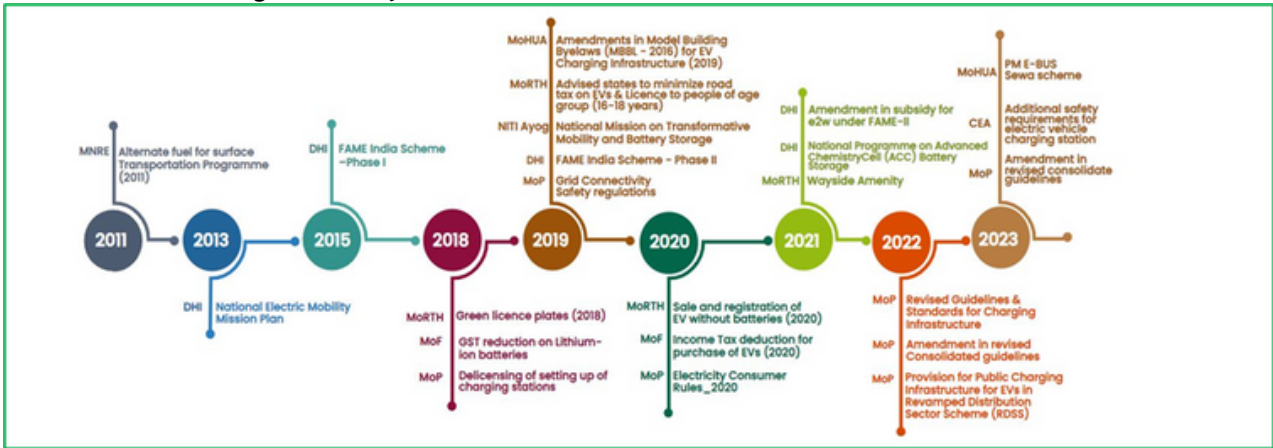 MNRE Alternate fuel for surface
Transportation Programme
(2011)
2011
2013
DHI National Electric Mobility
Mission Plan
DHI FAME India Scheme
-Phase I
2015
2018
MoRTH Green licence plates (2018)
MoF GST reduction on Lithium-
ion batteries
MoP Delicensing of setting up of
charging stations
MoHUA Amendments in Model Building
Byelaws (MBBL - 2016) for EV
Charging Infrastructure (2019)
MoRTH Advised states to minimize road
tax on EVs & Licence to people of age
group (16-18 years)
NITI Ayog National Mission on Transformative
Mobility and Battery Storage
DHI FAME India Scheme - Phase II
MoP Grid Connectivity
Safety regulations
2019
2020
MoRTH Sale and registration of
EV without batteries (2020)
MoF Income Tax deduction for
purchase of EVs (2020)
MoP Electricity Consumer
Rules_2020
DHI Amendment in subsidy for
e2w under FAME-II
DHI National Programme on Advanced
ChemistryCell (ACC) Battery
Storage
MoRTH Wayside Amenity
2021
2022
MoP Revised Guidelines &
Standards for Charging
Infrastructure
MoP Amendment in revised
Consolidated guidelines
MoP Provision for Public Charging
Infrastructure for EVs in
Revamped Distribution
Sector Scheme (RDSS)
MoHUA PM E-BUS
Sewa scheme
CEA Additional safety
requirements for
electric vehicle
charging station
MoP Amendment in
revised consolidate
guidelines
2023